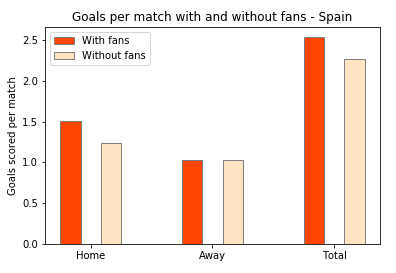 Goals per match with and without fans - Spain
With fans
Without fans
2.5
2.0
1.5
1.0
0.5
0.0
Goals scored per match
Home Away Total